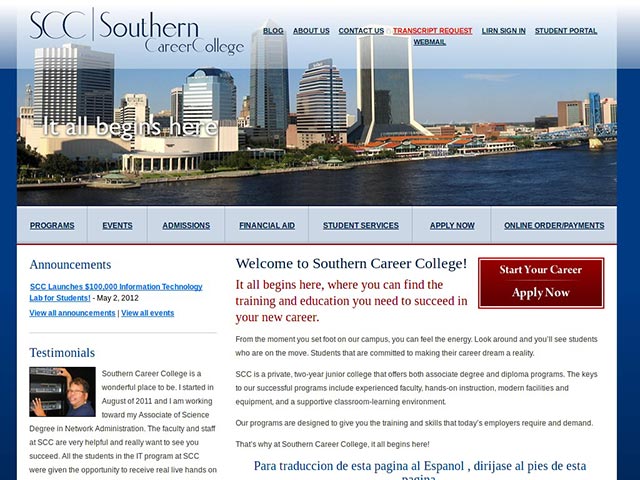 SCC Southern
Career College
BLOG ABOUT US CONTACT US TRANSCRIPT REQUEST LIRN SIGN IN STUDENT PORTAL
WEBMAIL
It all begins here
PROGRAMS EVENTS ADMISSIONS FINANCIAL AID STUDENT SERVICES APPLY NOW ONLINE ORDER/PAYMENTS
Announcements
SCC Launches $100,000 Information Technology
Lab for Students! - May 2, 2012
View all announcements | View all events
Testimonials
Southern Career College is a
wonderful place to be. I started in
August of 2011 and I am working
toward my Associate of Science
Degree in Network Administration. The faculty and staff
at SCC are very helpful and really want to see you
succeed. All the students in the IT program at SCC
were given the opportunity to receive real live hands on
Welcome to Southern Career College!
It all begins here, where you can find the
training and education you need to succeed in
your new career.
Start Your Career
Apply Now
From the moment you set foot on our campus, you can feel the energy. Look around and you'll see students
who are on the move. Students that are committed to making their career dream a reality.
SCC is a private, two-year junior college that offers both associate degree and diploma programs. The keys
to our successful programs include experienced faculty, hands-on instruction, modern facilities and
equipment, and a supportive classroom-learning environment.
Our programs are designed to give you the training and skills that today's employers require and demand.
That's why at Southern Career College, it all begins here!
Para traduccion de esta pagina al Espanol , dirijase al pies de esta
pagina